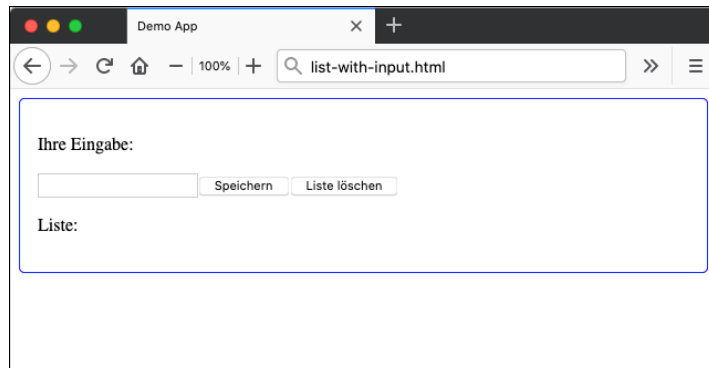 Demo App
100%
list-with-input.html
Ihre Eingabe:
Speichern Liste löschen
Liste: